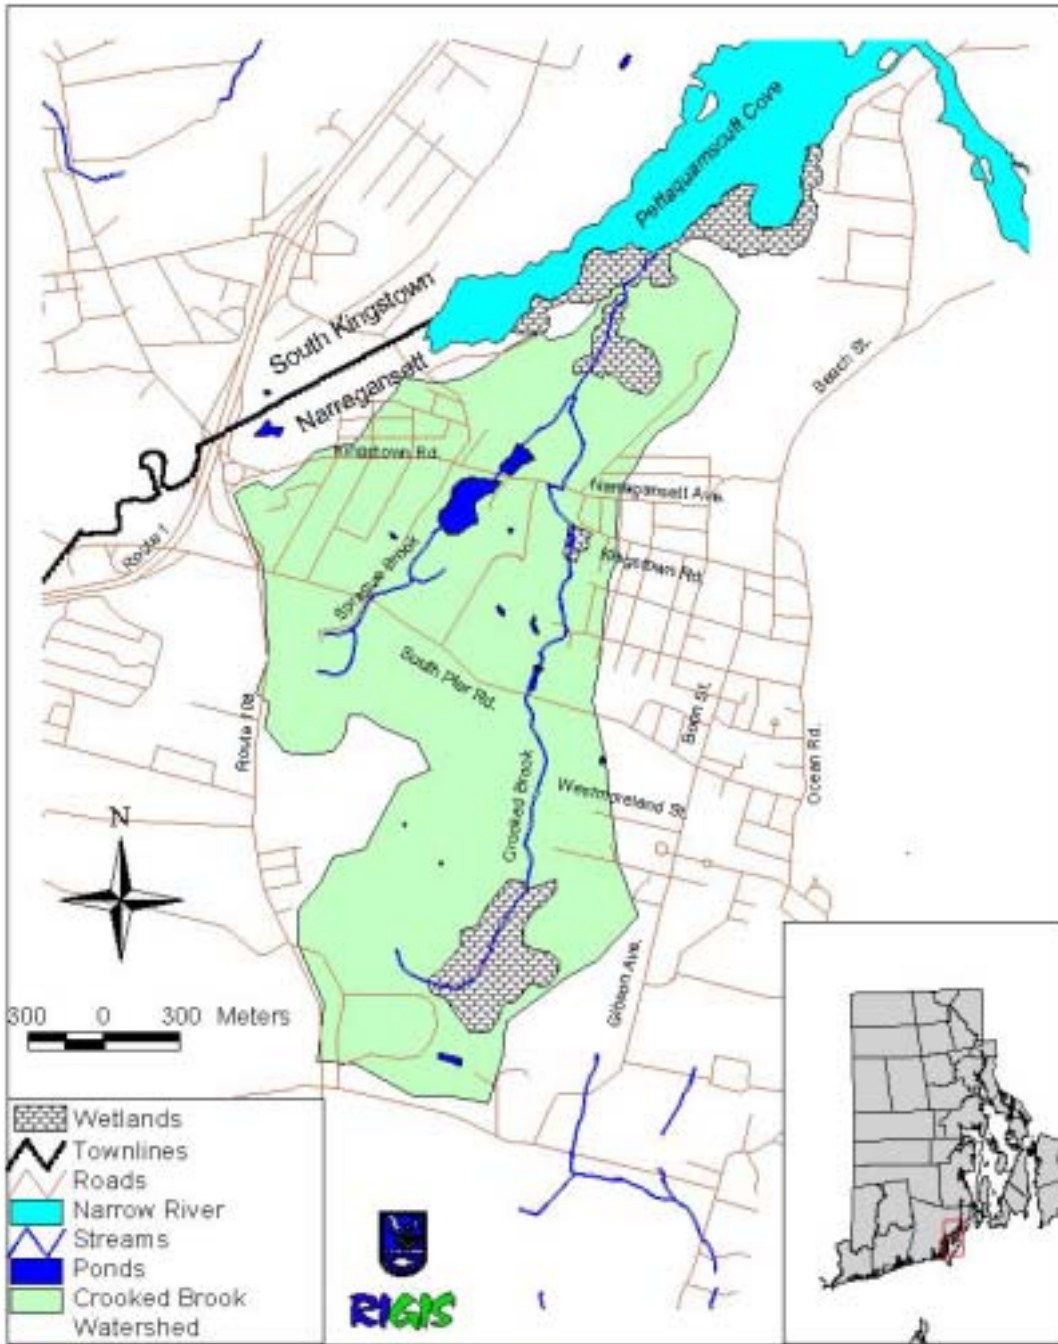 Pettaquamscutt Cove
South Kingstown
Narragansett
Beach St.
Kingstown Rd.
Narragansett Ave.
Route 1
Sprague Brook
Kingstown Rd.
South Pier Rd.
Boon St.
Route 108
Ocean Rd.
Crooked Brook
Westmoreland St.
N
Gibson Ave.
300 0 300 Meters
Wetlands
Townlines
Roads
Narrow River
Streams
Ponds
Crooked Brook
Watershed
RIGIS